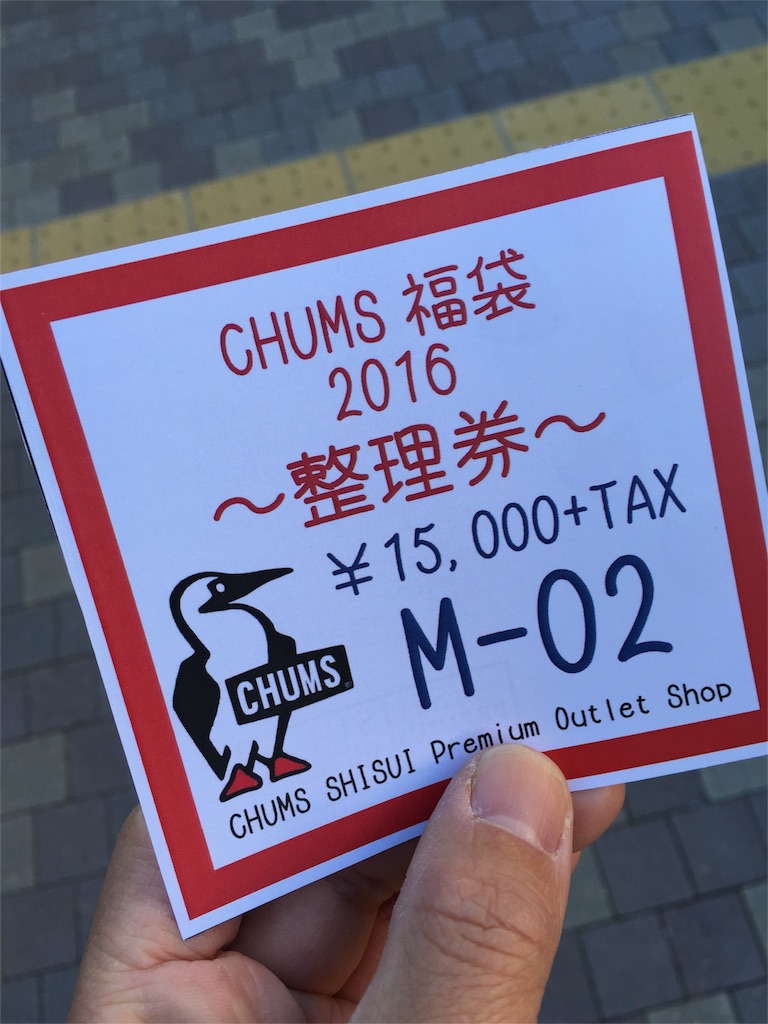 CHUMS 福袋
2016
～整理券～
¥15,000+TAX
M-02
CHUMS
CHUMS SHISUI Premium Outlet Shop